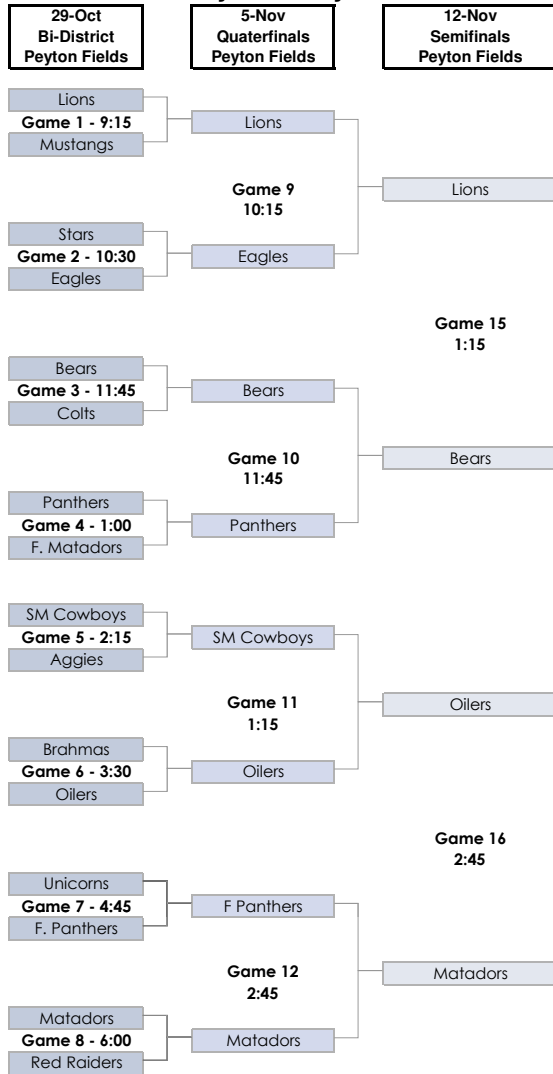 29-Oct
Bi-District
Peyton Fields
5-Nov
Quaterfinals
Peyton Fields
12-Nov
Semifinals
Peyton Fields
Lions
Game 1 - 9:15
Mustangs
Lions
Game 9
10:15
Lions
Stars
Game 2 - 10:30
Eagles
Eagles
Game 15
1:15
Bears
Game 3 - 11:45
Colts
Bears
Game 10
11:45
Bears
Panthers
Game 4 - 1:00
F. Matadors
Panthers
SM Cowboys
Game 5 - 2:15
Aggies
SM Cowboys
Game 11
1:15
Oilers
Brahmas
Game 6 - 3:30
Oilers
Oilers
Game 16
2:45
Unicorns
Game 7 - 4:45
F. Panthers
F Panthers
Game 12
2:45
Matadors
Matadors
Game 8 - 6:00
Red Raiders
Matadors